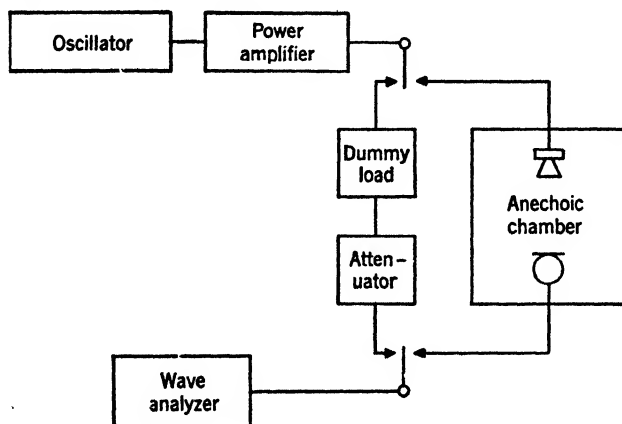 Oscillator
Power
amplifier
Dummy
load
Atten-
uator
Anechoic
chamber
Wave
analyzer